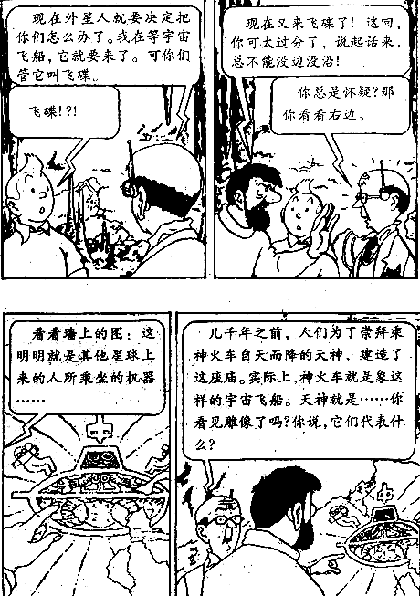 现在外星人就要决定把
你们怎么办了。我在等宇宙
飞船，它就要来了。可你们
管它叫飞碟..
飞碟!?!
现在又来飞碟了！这回，
你可太过分了，说起话来，
总不能没边没沿!
你总是怀疑?那
你看看右边、
看看墙上的图：这
明明就是其他星球上
来的人所乘坐的机器
……
几千年之前，人们为了崇拜乘
神火车自天而降的天神、建造了
这座庙。实际上，神火车就是象这
样的宇宙飞船。天神就是……你
看见雕像了吗?你说，它们代表什
么？